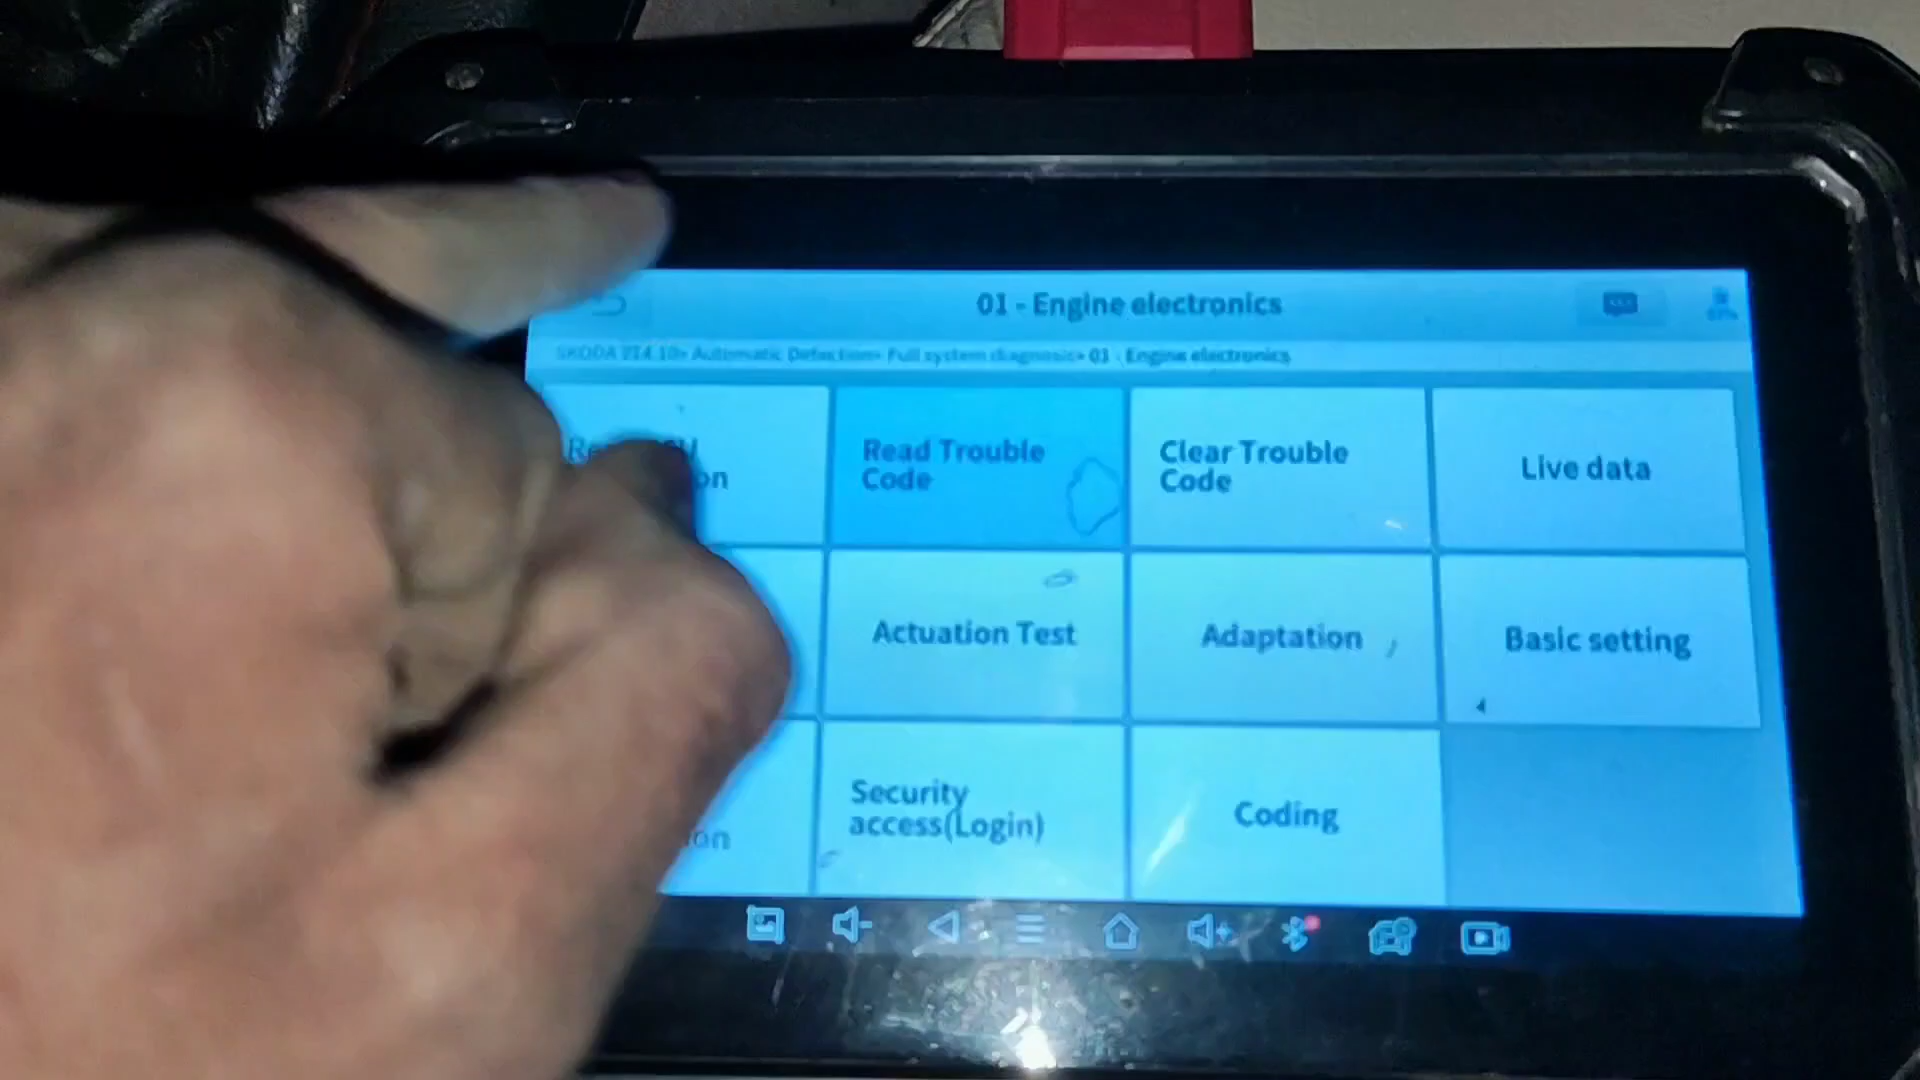 01 - Engine electronics
SKODA V14.10> Automatic Detection> Full system diagnosis> 01 - Engine electronics
Read Trouble
Code
Clear Trouble
Code
Live data
Actuation Test
Adaptation
Basic setting
Security
access(Login)
Coding